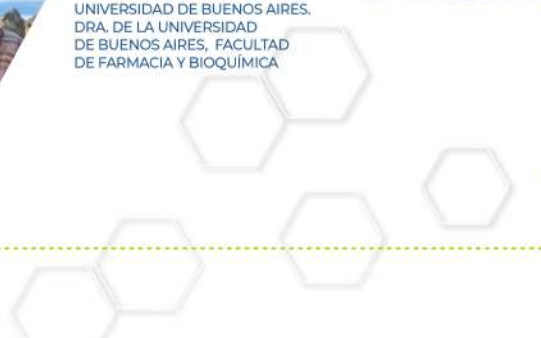 UNIVERSIDAD DE BUENOS AIRES.
DRA. DE LA UNIVERSIDAD
DE BUENOS AIRES, FACULTAD
DE FARMACIA Y BIOQUÍMICA